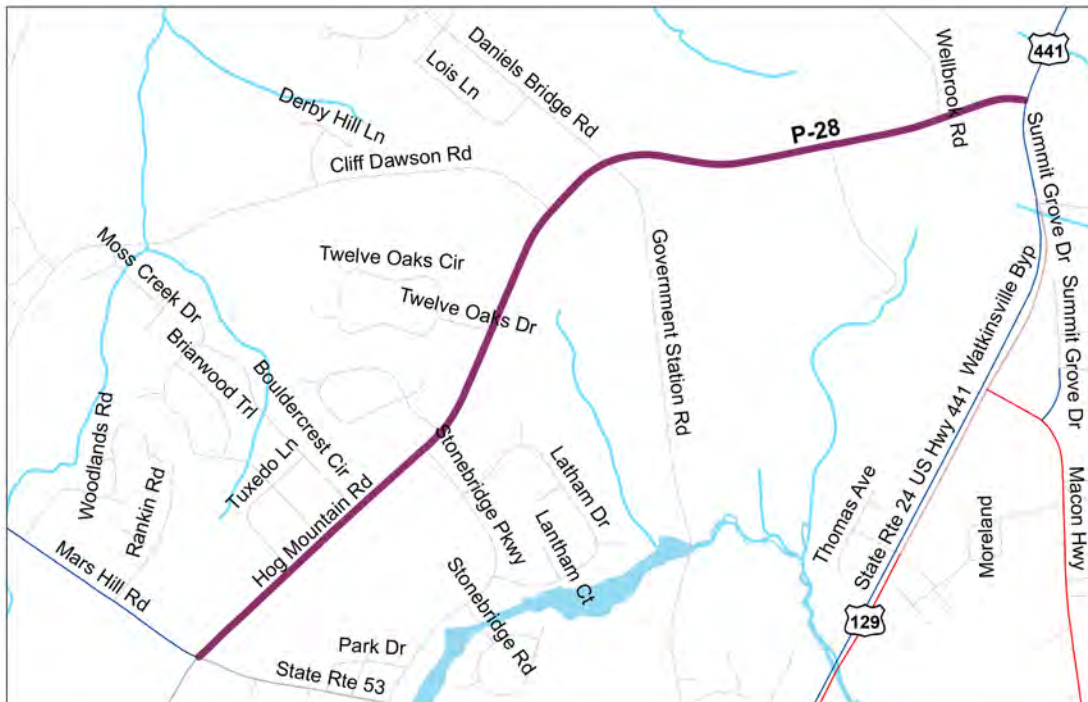 441
Daniels Bridge Rd
Lois Ln
Wellbrook Rd
Derby Hill Ln
P-28
Cliff Dawson Rd
Summit Grove Dr
Moss Creek Dr
Twelve Oaks Cir
Government Station Rd
Twelve Oaks Dr
State Rte 24 US Hwy 441 Watkinsville Byp
Summit Grove Dr
Briarwood Trl
Bouldercrest Cir
Woodlands Rd
Rankin Rd
Tuxedo Ln
Stonebridge Pkwy
Latham Dr
Hog Mountain Rd
Thomas Ave
Macon Hwy
Moreland
Mars Hill Rd
Lantham Ct
Stonebridge Rd
129
Park Dr
State Rte 53